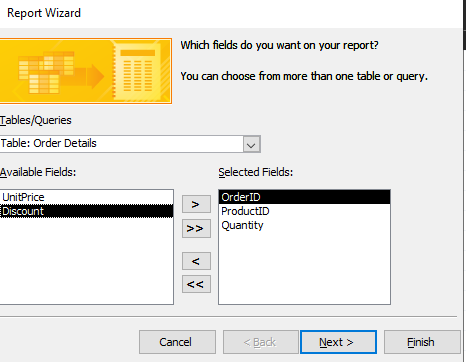 Report Wizard
Which fields do you want on your report?
You can choose from more than one table or query.
Tables/Queries
Table: Order Details
Available Fields:
Selected Fields:
UnitPrice
Discount
>
>>
<
<<
OrderID
ProductID
Quantity
Cancel
< Back
Next >
Finish